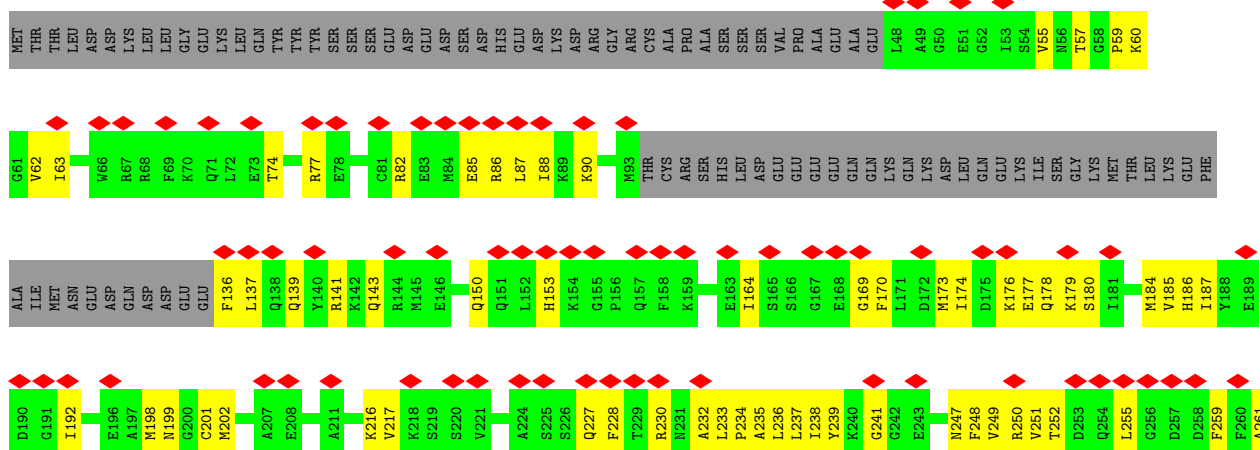 MET THR THR LEU ASP ASP LYS LEU LEU GLY GLU LYS LEU GLN TYR TYR TYR SER SER SER GLU ASP GLU ASP SER ASP HIS GLU ASP LYS ASP ARG GLY ARG CYS ALA PRO ALA SER SER SER VAL PRO ALA GLU ALA GLU L48 A49 G50 E51 G52 I53 S54 V55 N56 T57 G58 P59 K60
G61 V62 I63 W66 R67 R68 F69 K70 Q71 L72 E73 T74 R77 E78 C81 R82 E83 M84 E85 R86 L87 I88 K89 K90 M93 THR CYS ARG SER HIS LEU ASP GLU GLU GLU GLU GLN GLN LYS GLN LYS ASP LEU GLN GLU LYS ILE SER GLY LYS MET THR LEU LYS GLU PHE
ALA ILE MET ASN GLU ASP GLN ASP ASP GLU GLU F136 L137 Q138 Q139 Y140 R141 K142 Q143 R144 M145 E146 Q150 Q151 L152 H153 K154 G155 P156 Q157 F158 K159 E163 I164 S165 S166 G167 E168 G169 F170 L171 D172 M173 I174 D175 K176 E177 Q178 K179 S180 I181 M184 V185 H186 I187 Y188 E189
D190 G191 I192 E196 A197 M198 N199 G200 C201 M202 A207 E208 A211 K216 V217 K218 S219 S220 V221 A224 S225 S226 Q227 F228 T229 R230 N231 A232 L233 P234 A235 L236 L237 I238 Y239 K240 G241 G242 E243 N247 F248 V249 R250 V251 T252 D253 Q254 L255 G256 D257 D258 F259 F260 A261